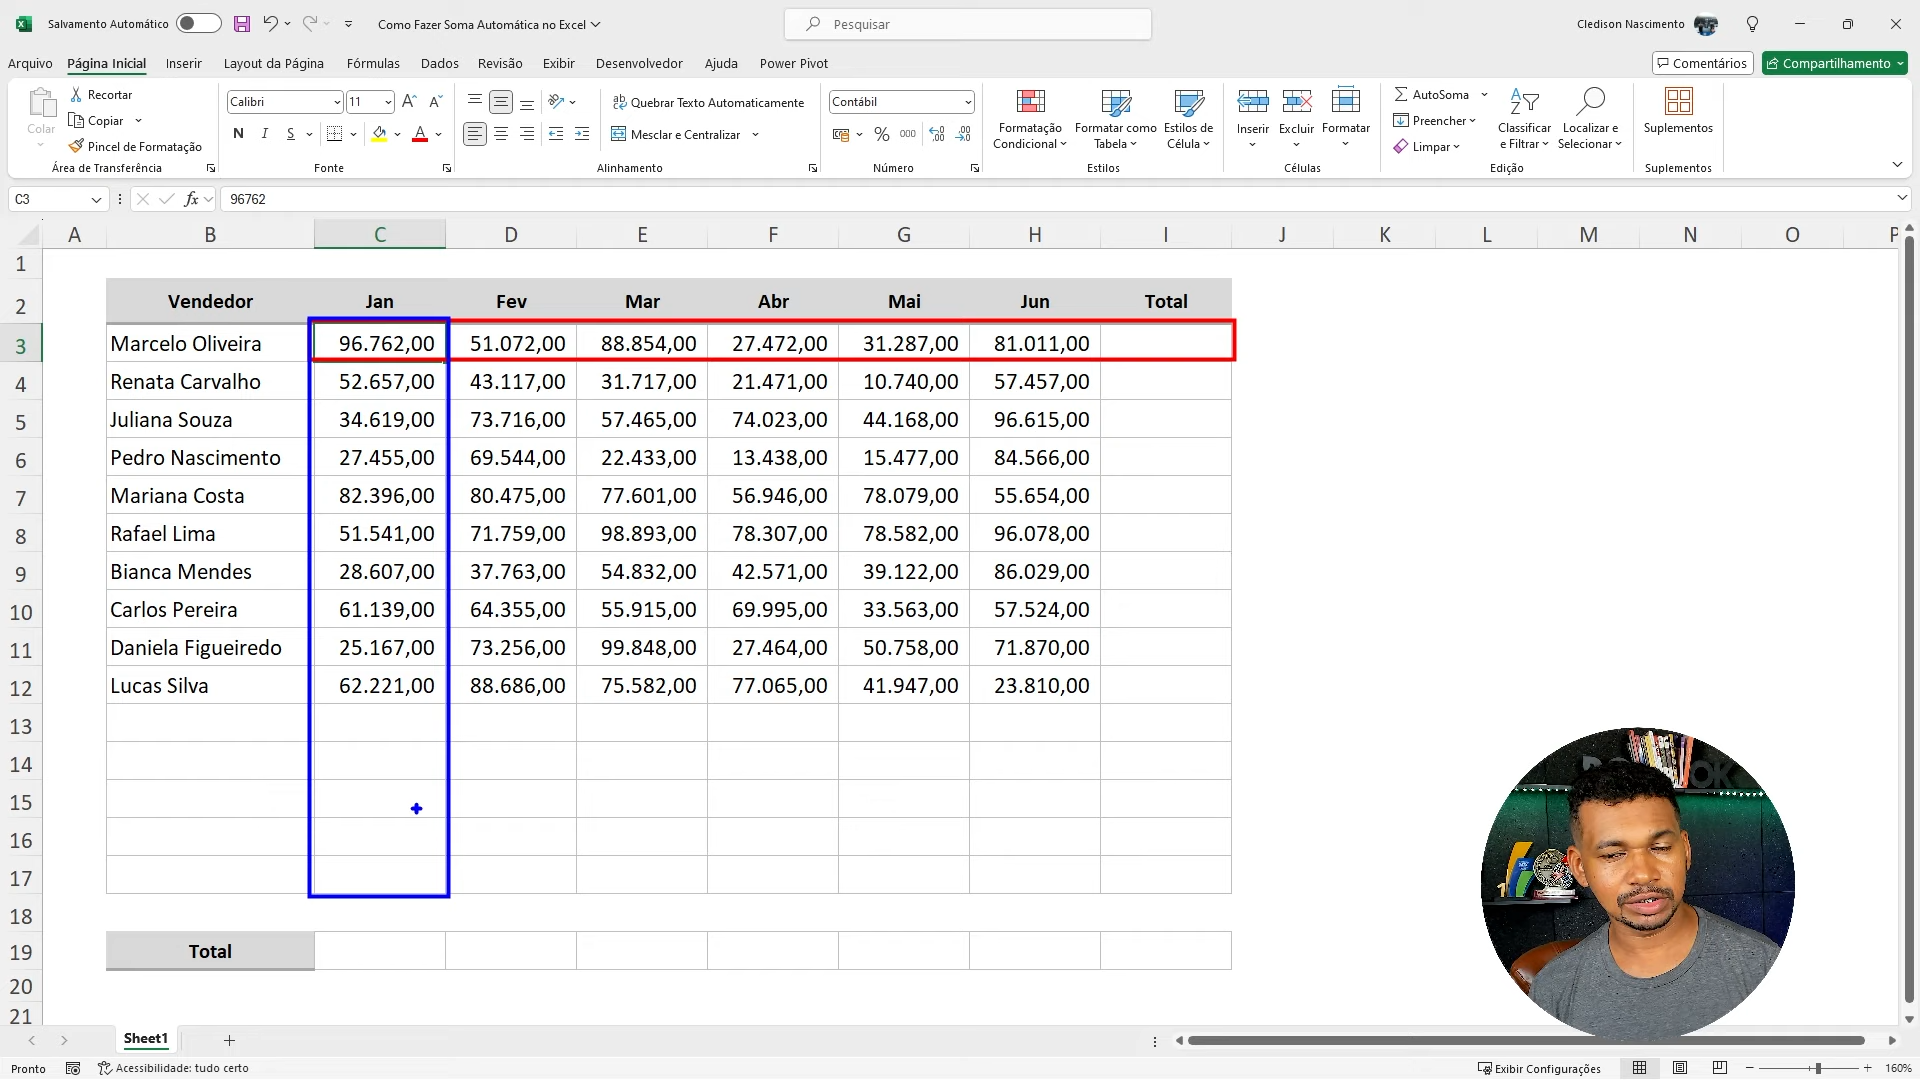 Salvamento Automático
Como Fazer Soma Automática no Excel
Pesquisar
Cledison Nascimento
Arquivo
Página Inicial
Inserir
Layout da Página
Fórmulas
Dados
Revisão
Exibir
Desenvolvedor
Ajuda
Power Pivot
Comentários
Compartilhamento
Colar
Recortar
Copiar
Pincel de Formatação
Área de Transferência
Calibri
11
N I S
Fonte
Quebrar Texto Automaticamente
Mesclar e Centralizar
Alinhamento
Contábil
% 000
Número
Formatação Condicional
Formatar como Tabela
Estilos de Célula
Estilos
Inserir
Excluir
Formatar
Células
AutoSoma
Preencher
Limpar
Classificar e Filtrar
Localizar e Selecionar
Edição
Suplementos
Suplementos
C3
fx
96762
A B C D E F G H I J K L M N O P
1
2 Vendedor Jan Fev Mar Abr Mai Jun Total
3 Marcelo Oliveira 96.762,00 51.072,00 88.854,00 27.472,00 31.287,00 81.011,00
4 Renata Carvalho 52.657,00 43.117,00 31.717,00 21.471,00 10.740,00 57.457,00
5 Juliana Souza 34.619,00 73.716,00 57.465,00 74.023,00 44.168,00 96.615,00
6 Pedro Nascimento 27.455,00 69.544,00 22.433,00 13.438,00 15.477,00 84.566,00
7 Mariana Costa 82.396,00 80.475,00 77.601,00 56.946,00 78.079,00 55.654,00
8 Rafael Lima 51.541,00 71.759,00 98.893,00 78.307,00 78.582,00 96.078,00
9 Bianca Mendes 28.607,00 37.763,00 54.832,00 42.571,00 39.122,00 86.029,00
10 Carlos Pereira 61.139,00 64.355,00 55.915,00 69.995,00 33.563,00 57.524,00
11 Daniela Figueiredo 25.167,00 73.256,00 99.848,00 27.464,00 50.758,00 71.870,00
12 Lucas Silva 62.221,00 88.686,00 75.582,00 77.065,00 41.947,00 23.810,00
13
14
15
16
17
18
19 Total
20
21
Sheet1
Pronto
Acessibilidade: tudo certo
Exibir Configurações
160%